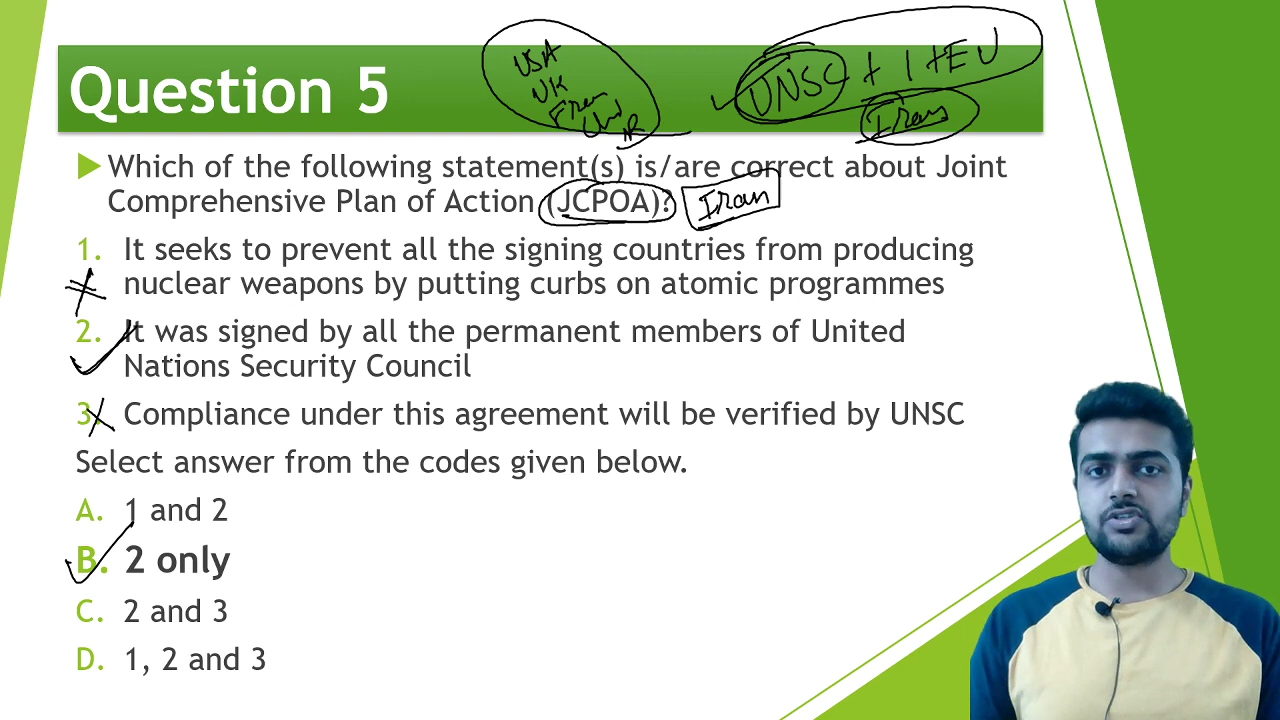 Question 5
USA
UK
UNSC + 1 + EU
Iran
Which of the following statement(s) is/are correct about Joint
Comprehensive Plan of Action (JCPOA)? Iran
1. It seeks to prevent all the signing countries from producing
nuclear weapons by putting curbs on atomic programmes
2. It was signed by all the permanent members of United
Nations Security Council
3. Compliance under this agreement will be verified by UNSC
Select answer from the codes given below.
A. 1 and 2
B. 2 only
C. 2 and 3
D. 1, 2 and 3